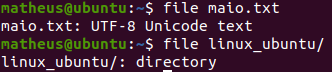 matheus@ubuntu:~$ file maio.txt
maio.txt: UTF-8 Unicode text
matheus@ubuntu:~$ file linux_ubuntu/
linux_ubuntu/: directory